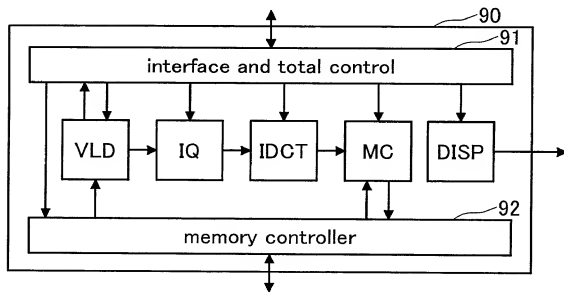 90
91
interface and total control
VLD
IQ
IDCT
MC
DISP
92
memory controller